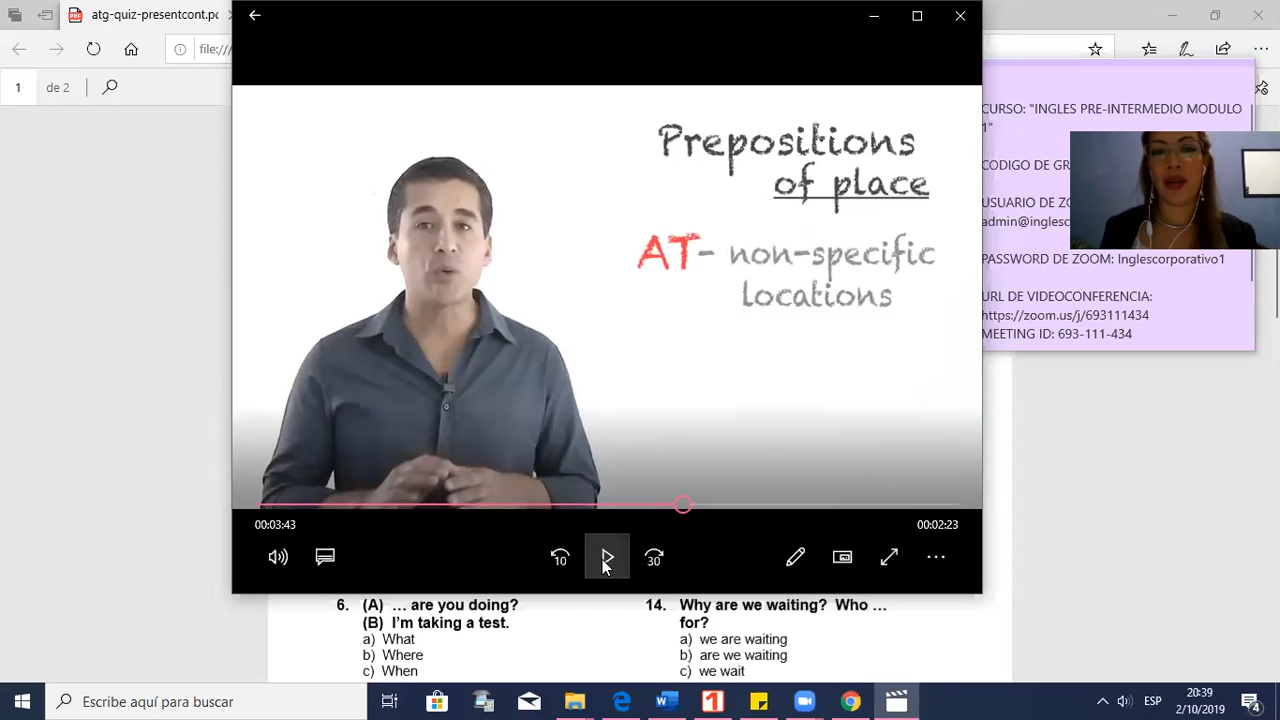 atg-quiz-presentcont.pc
file://
1
de 2
Prepositions
of place
AT- non-specific
locations
00:03:43
00:02:23
10
30
CURSO: "INGLES PRE-INTERMEDIO MODULO
1"
CODIGO DE GR
USUARIO DE ZO
admin@inglesc
PASSWORD DE ZOOM: Inglescorporativo1
URL DE VIDEOCONFERENCIA:
https://zoom.us/j/693111434
MEETING ID: 693-111-434
6. (A) … are you doing?
(B) I'm taking a test.
a) What
b) Where
c) When
14. Why are we waiting? Who …
for?
a) we are waiting
b) are we waiting
c) we wait
Escribe aquí para buscar
ESP
20:39
2/10/2019
4